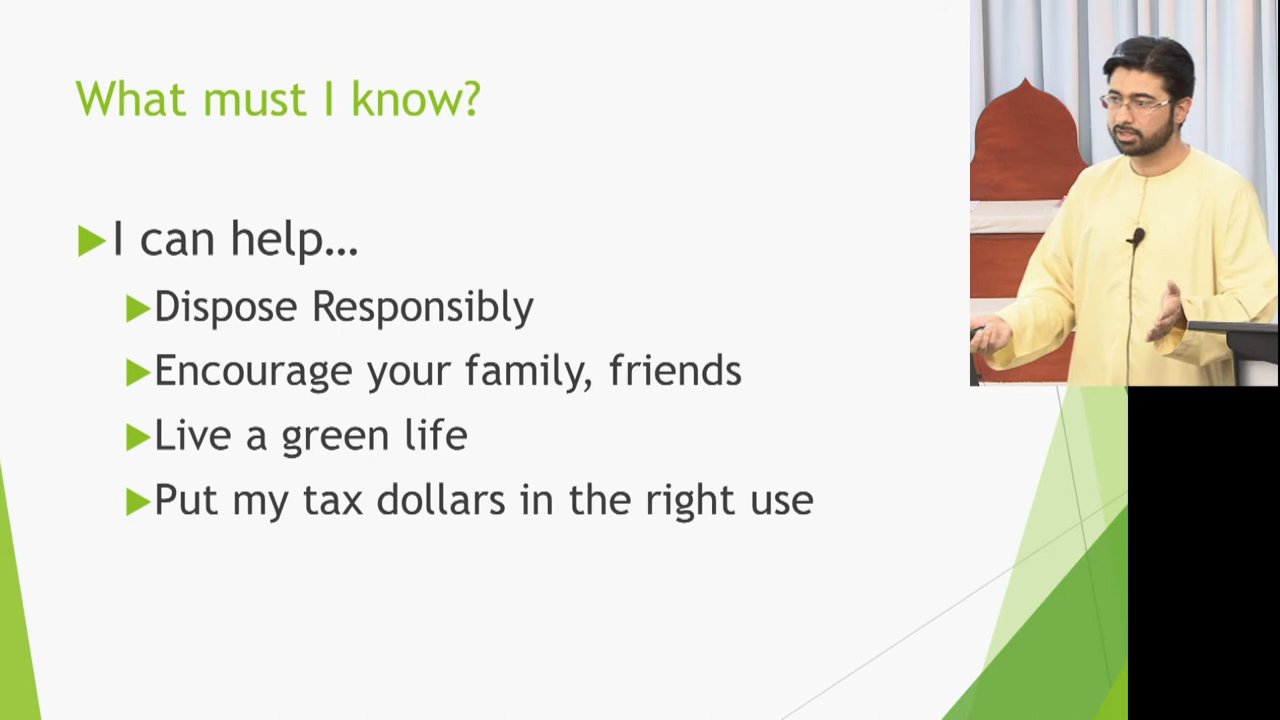 What must I know?
I can help…
Dispose Responsibly
Encourage your family, friends
Live a green life
Put my tax dollars in the right use